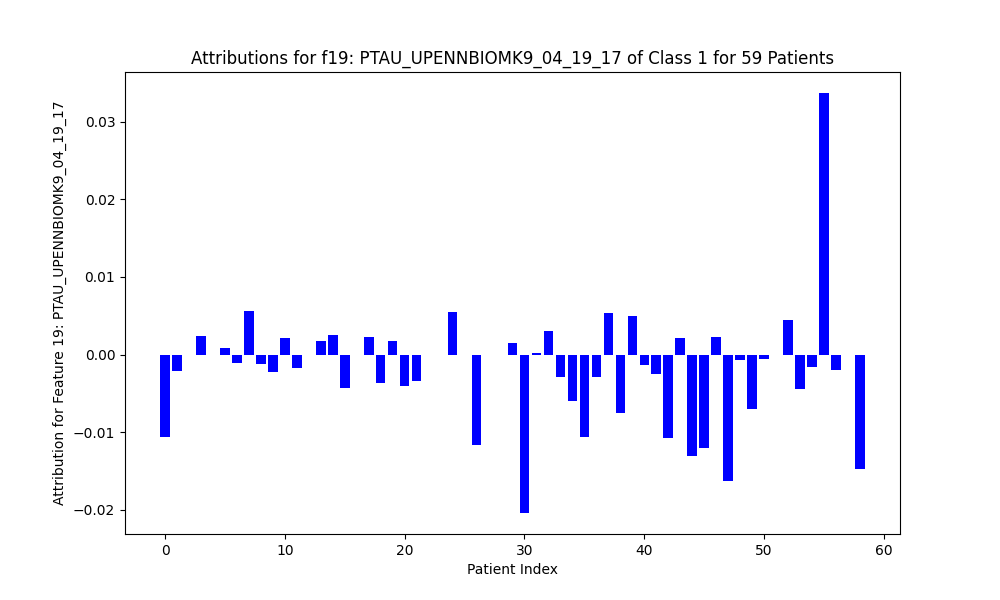 Attributions for f19: PTAU_UPENNBIOMK9_04_19_17 of Class 1 for 59 Patients
Attribution for Feature 19: PTAU_UPENNBIOMK9_04_19_17
0.03
0.02
0.01
0.00
−0.01
−0.02
0 10 20 30 40 50 60
Patient Index